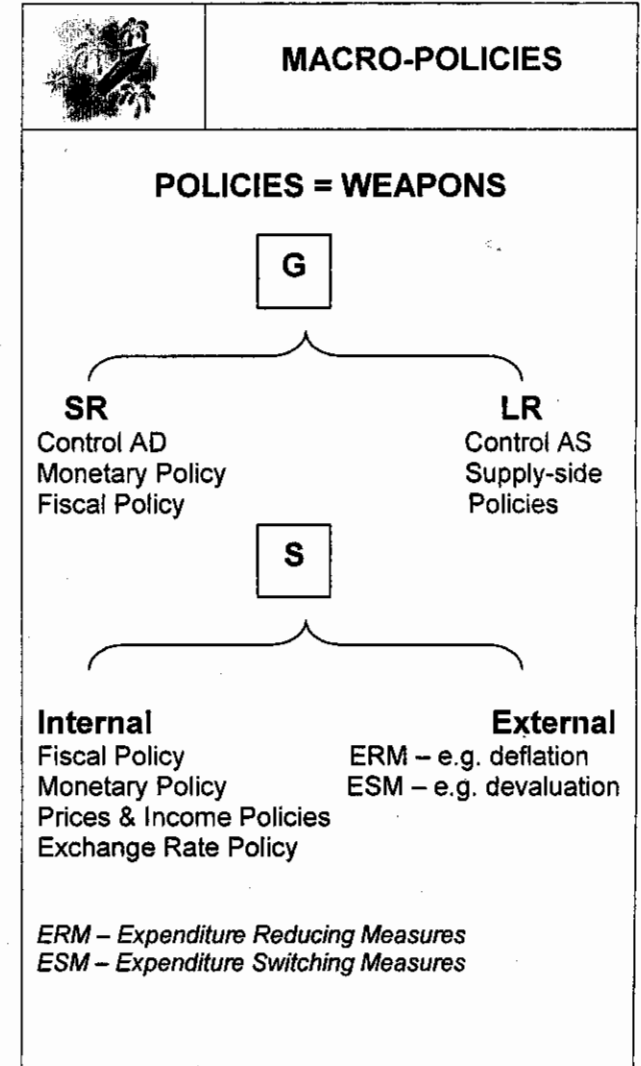 MACRO-POLICIES
POLICIES = WEAPONS
G
SR
Control AD
Monetary Policy
Fiscal Policy
LR
Control AS
Supply-side
Policies
S
Internal
Fiscal Policy
Monetary Policy
Prices & Income Policies
Exchange Rate Policy
External
ERM – e.g. deflation
ESM – e.g. devaluation
ERM – Expenditure Reducing Measures
ESM – Expenditure Switching Measures